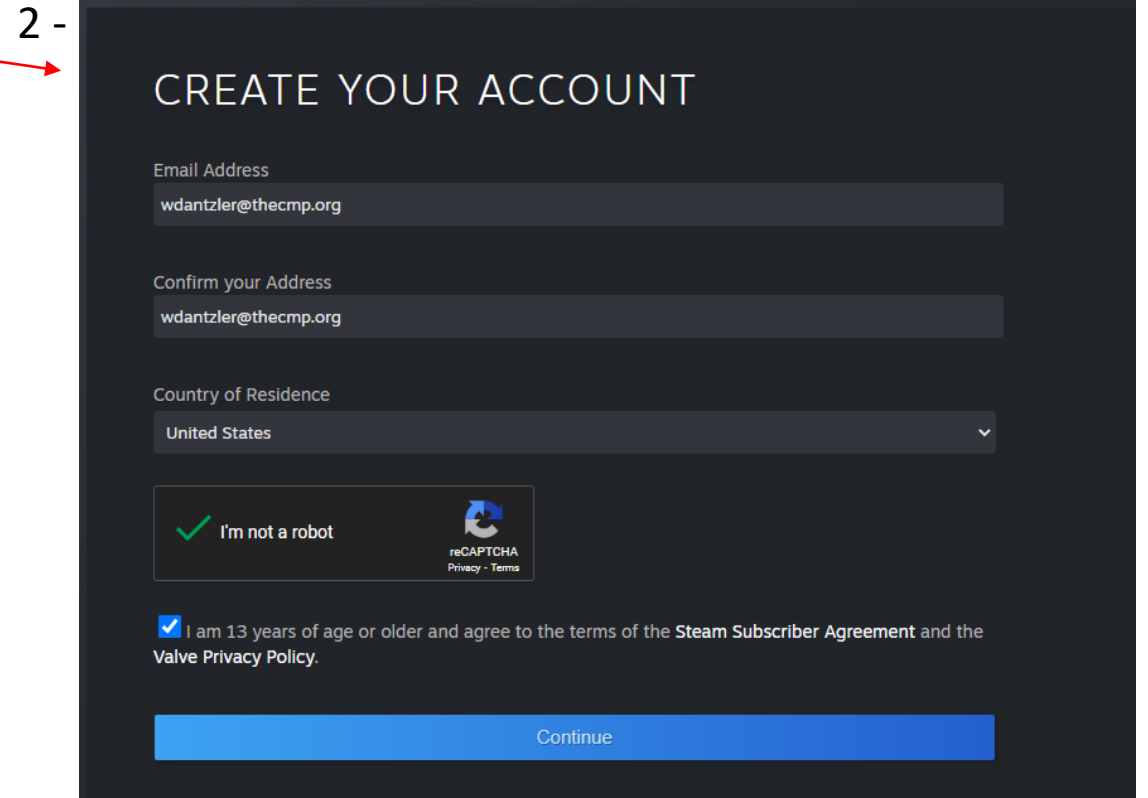 2 -
CREATE YOUR ACCOUNT
Email Address
wdantzler@thecmp.org
Confirm your Address
wdantzler@thecmp.org
Country of Residence
United States
I'm not a robot
reCAPTCHA
Privacy - Terms
I am 13 years of age or older and agree to the terms of the Steam Subscriber Agreement and the
Valve Privacy Policy.
Continue